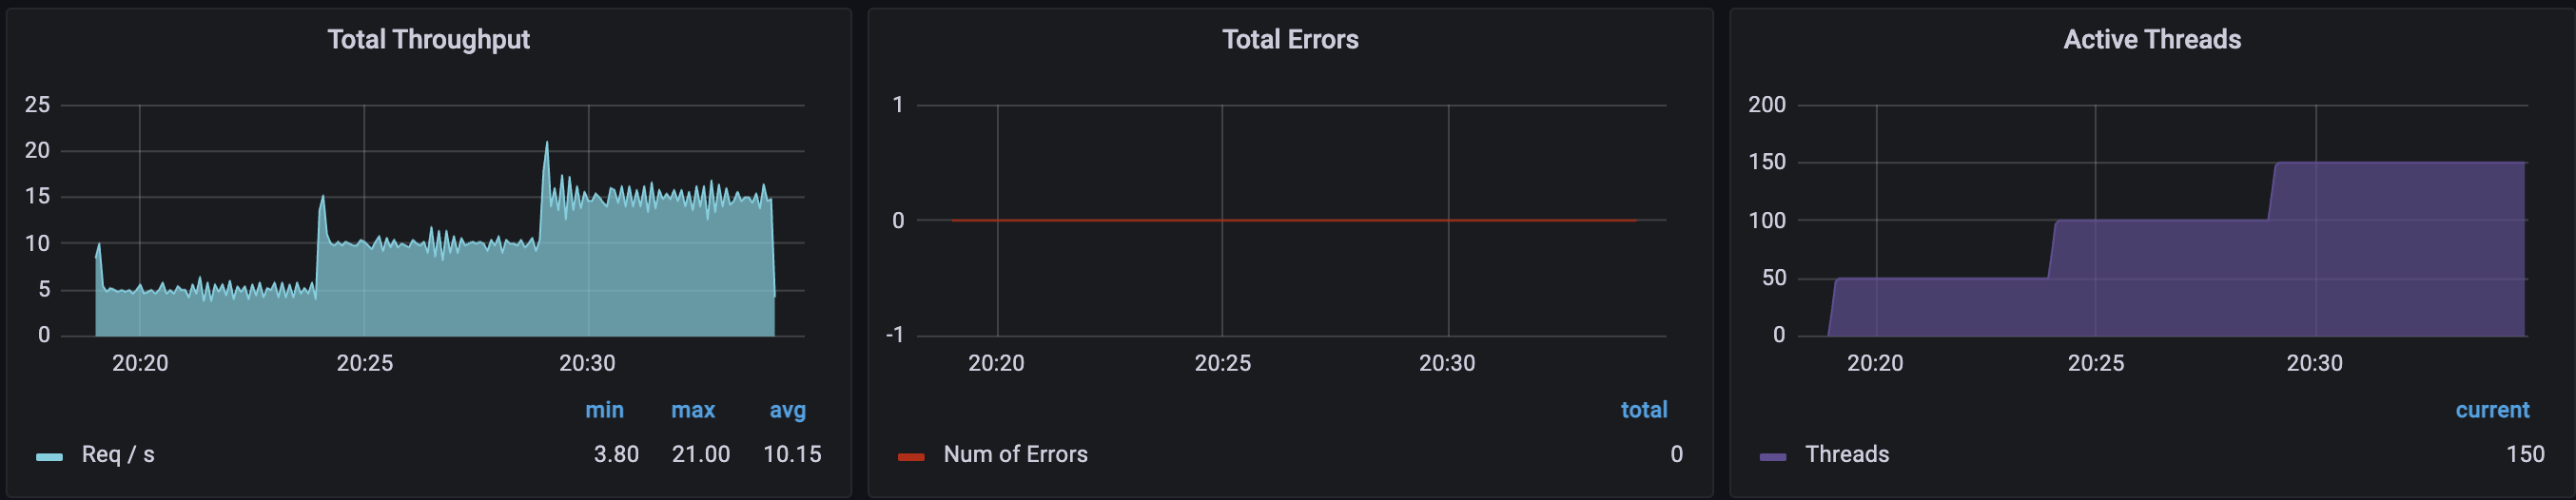 Total Throughput
25
20
15
10
5
0
20:20 20:25 20:30
min max avg
Req / s 3.80 21.00 10.15
Total Errors
1
0
-1
20:20 20:25 20:30
total
Num of Errors 0
Active Threads
200
150
100
50
0
20:20 20:25 20:30
current
Threads 150